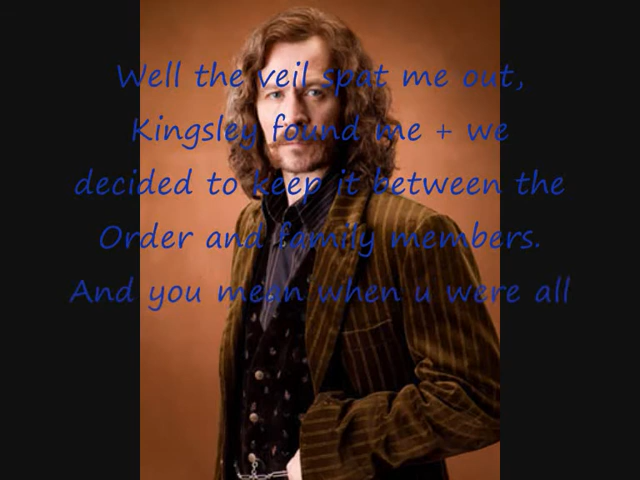 Well the veil spat me out,
Kingsley found me + we
decided to keep it between the
Order and family members.
And you mean when u were all